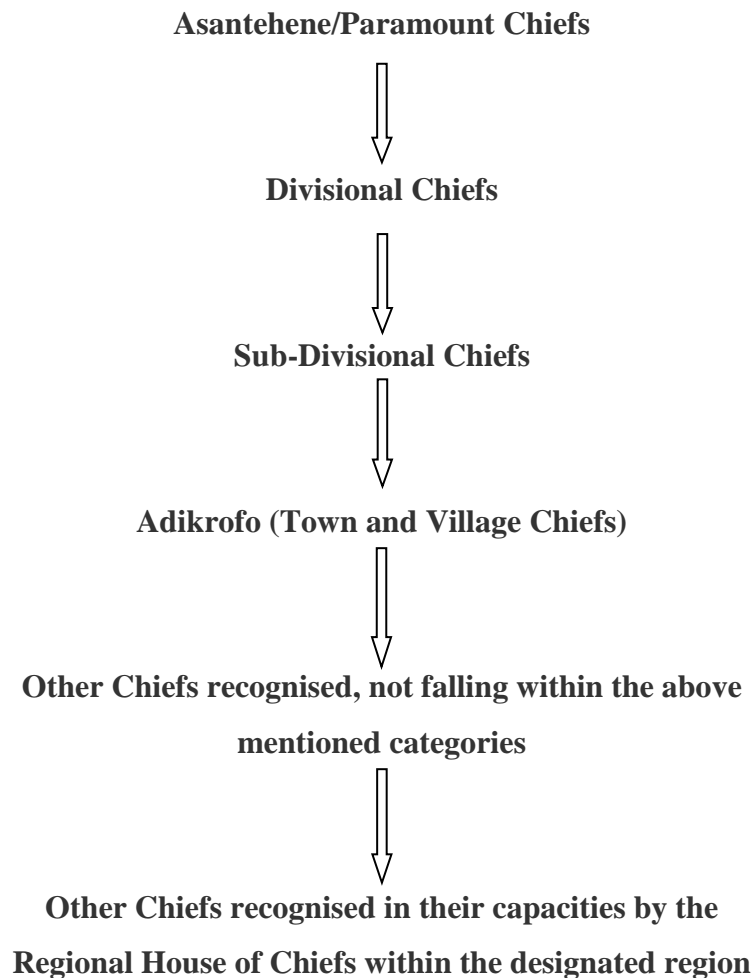 Asantehene/Paramount Chiefs
Divisional Chiefs
Sub-Divisional Chiefs
Adikrofo (Town and Village Chiefs)
Other Chiefs recognised, not falling within the above
mentioned categories
Other Chiefs recognised in their capacities by the
Regional House of Chiefs within the designated region